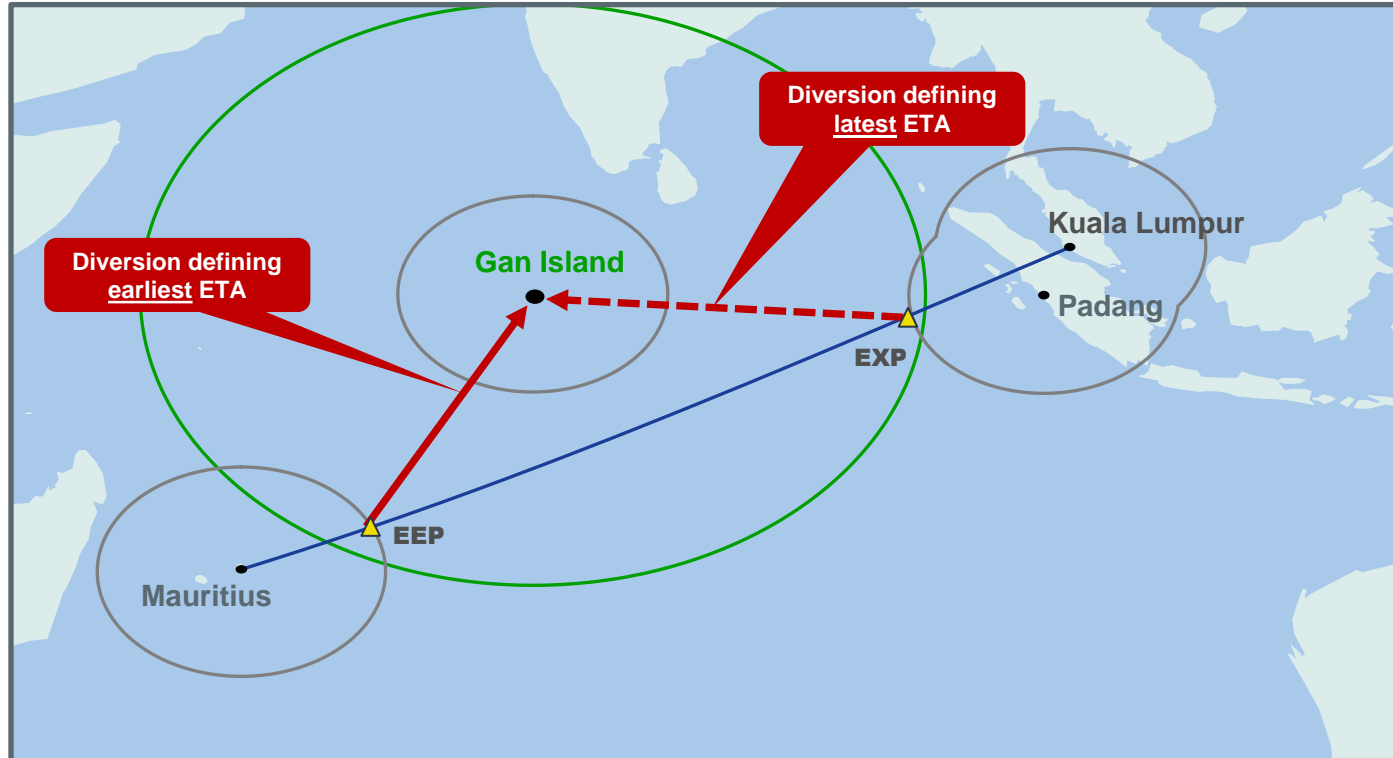 Diversion defining
latest ETA
Kuala Lumpur
Diversion defining
earliest ETA
Gan Island
Padang
EXP
EEP
Mauritius